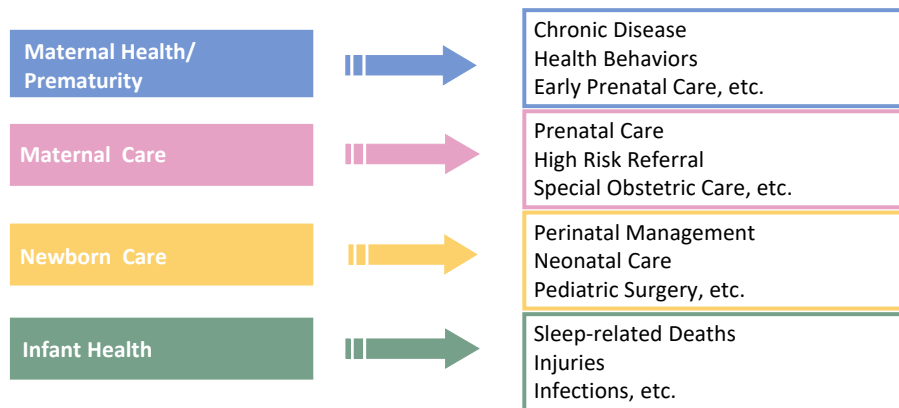 Maternal Health/
Prematurity
Chronic Disease
Health Behaviors
Early Prenatal Care, etc.
Maternal Care
Prenatal Care
High Risk Referral
Special Obstetric Care, etc.
Newborn Care
Perinatal Management
Neonatal Care
Pediatric Surgery, etc.
Infant Health
Sleep-related Deaths
Injuries
Infections, etc.